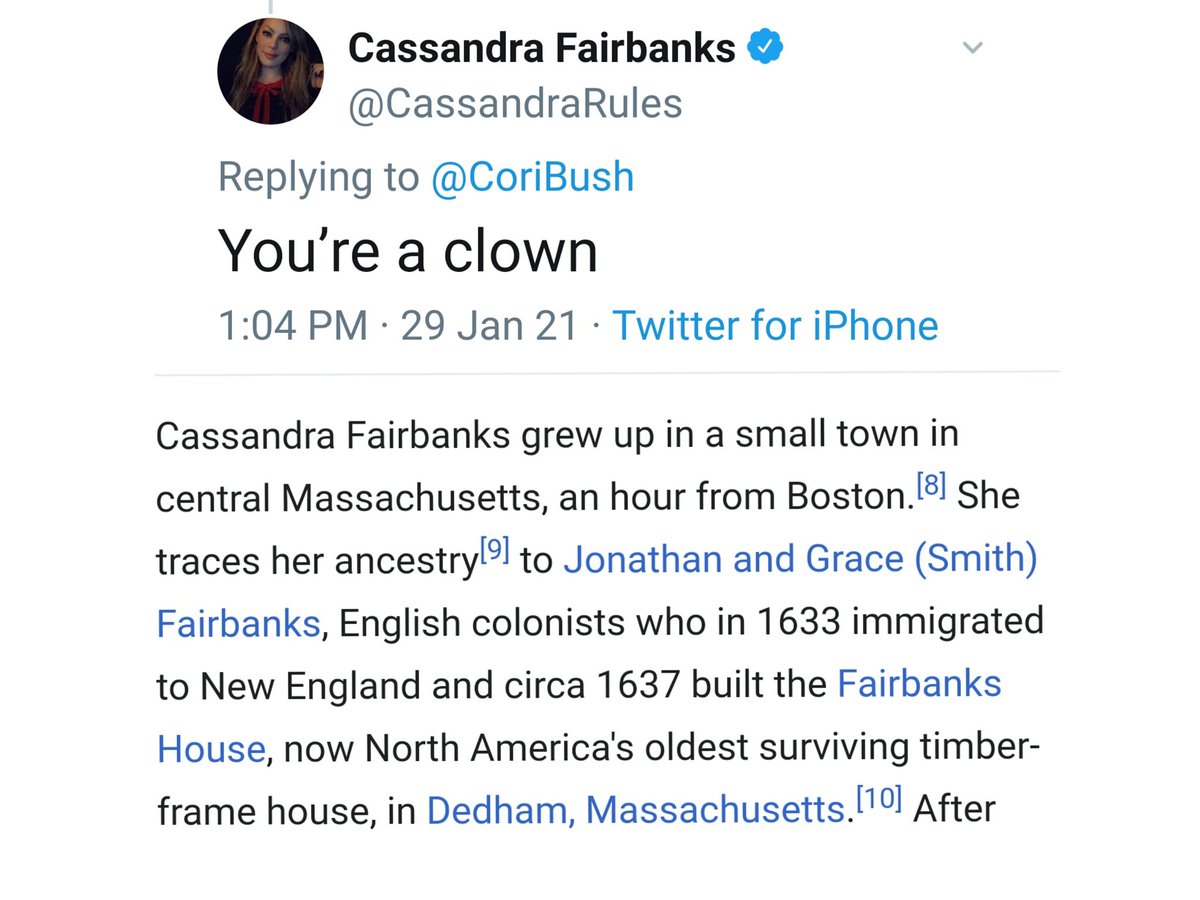 Cassandra Fairbanks
@CassandraRules
Replying to @CoriBush
You’re a clown
1:04 PM · 29 Jan 21 · Twitter for iPhone
Cassandra Fairbanks grew up in a small town in
central Massachusetts, an hour from Boston.[8] She
traces her ancestry[9] to Jonathan and Grace (Smith)
Fairbanks, English colonists who in 1633 immigrated
to New England and circa 1637 built the Fairbanks
House, now North America's oldest surviving timber-
frame house, in Dedham, Massachusetts.[10] After